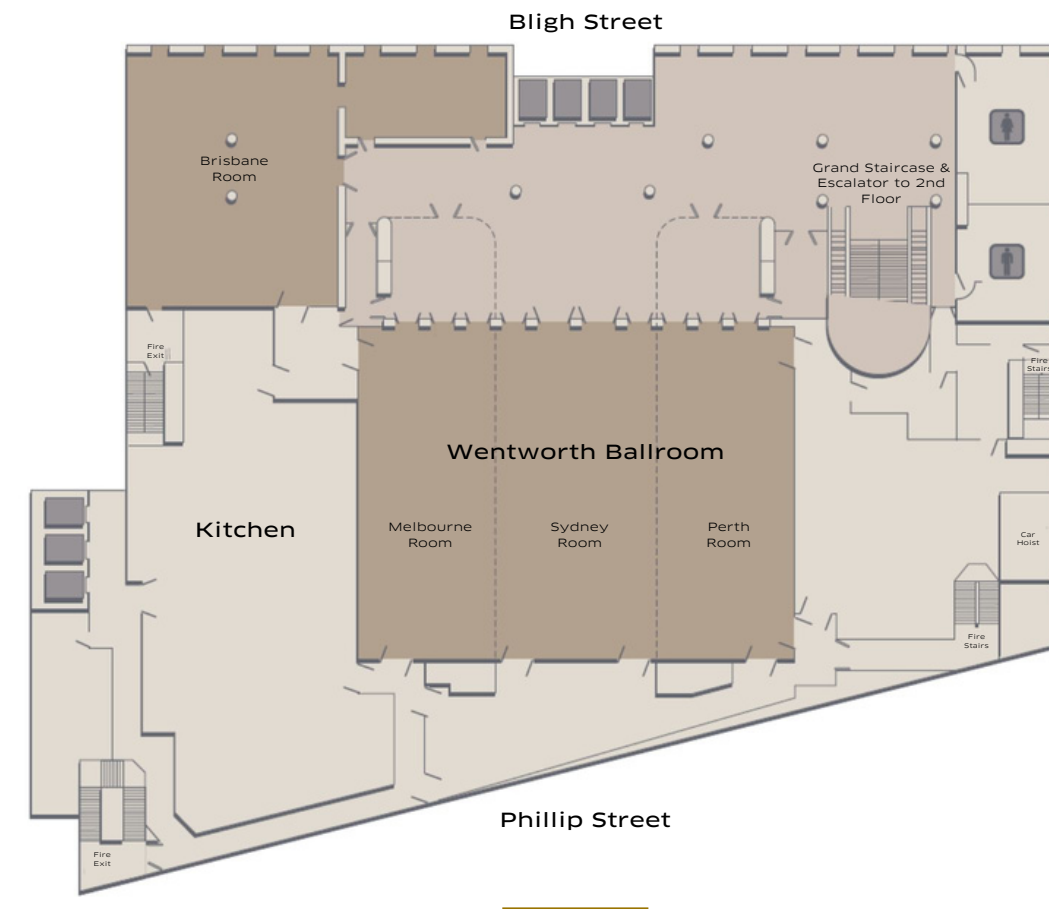 Bligh Street
Brisbane
Room
Grand Staircase &
Escalator to 2nd
Floor
Fire
Exit
Fire
Stairs
Wentworth Ballroom
Kitchen
Melbourne
Room
Sydney
Room
Perth
Room
Car
Hoist
Fire
Stairs
Phillip Street
Fire
Exit